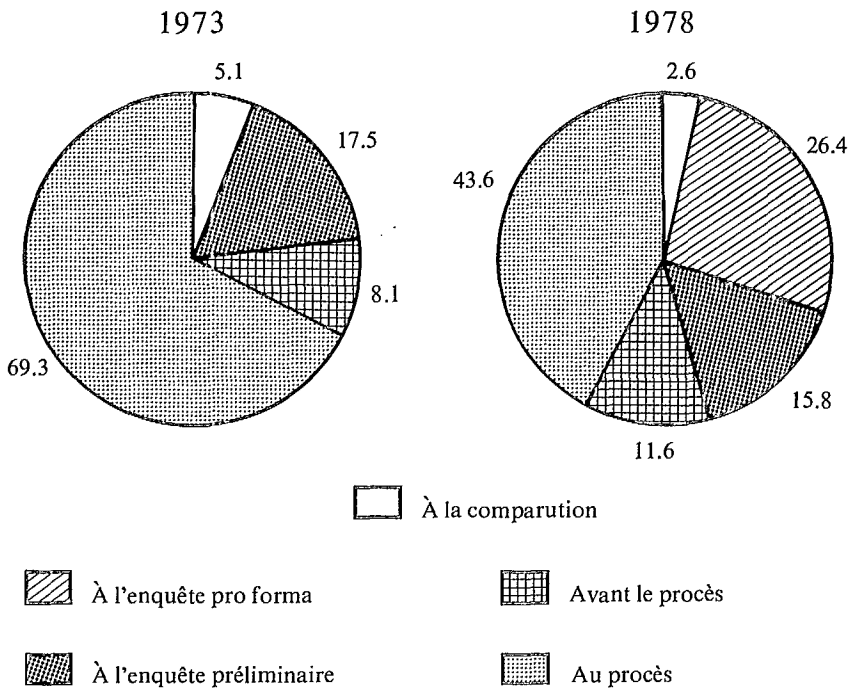 1973
1978
5.1
2.6
17.5
26.4
43.6
8.1
69.3
15.8
11.6
À la comparution
À l'enquête pro forma
Avant le procès
À l'enquête préliminaire
Au procès